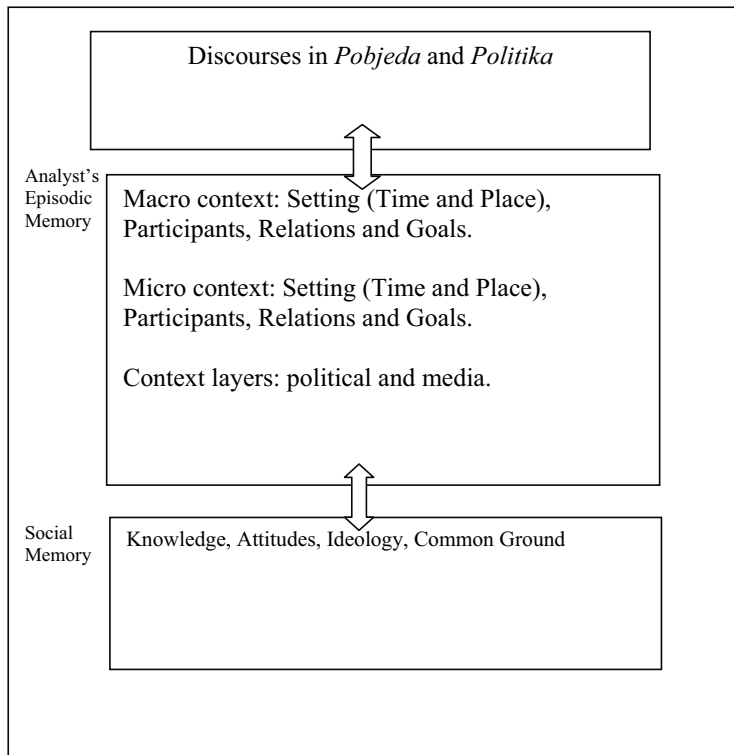 Discourses in Pobjeda and Politika
Analyst's
Episodic
Memory
Macro context: Setting (Time and Place),
Participants, Relations and Goals.
Micro context: Setting (Time and Place),
Participants, Relations and Goals.
Context layers: political and media.
Social
Memory
Knowledge, Attitudes, Ideology, Common Ground